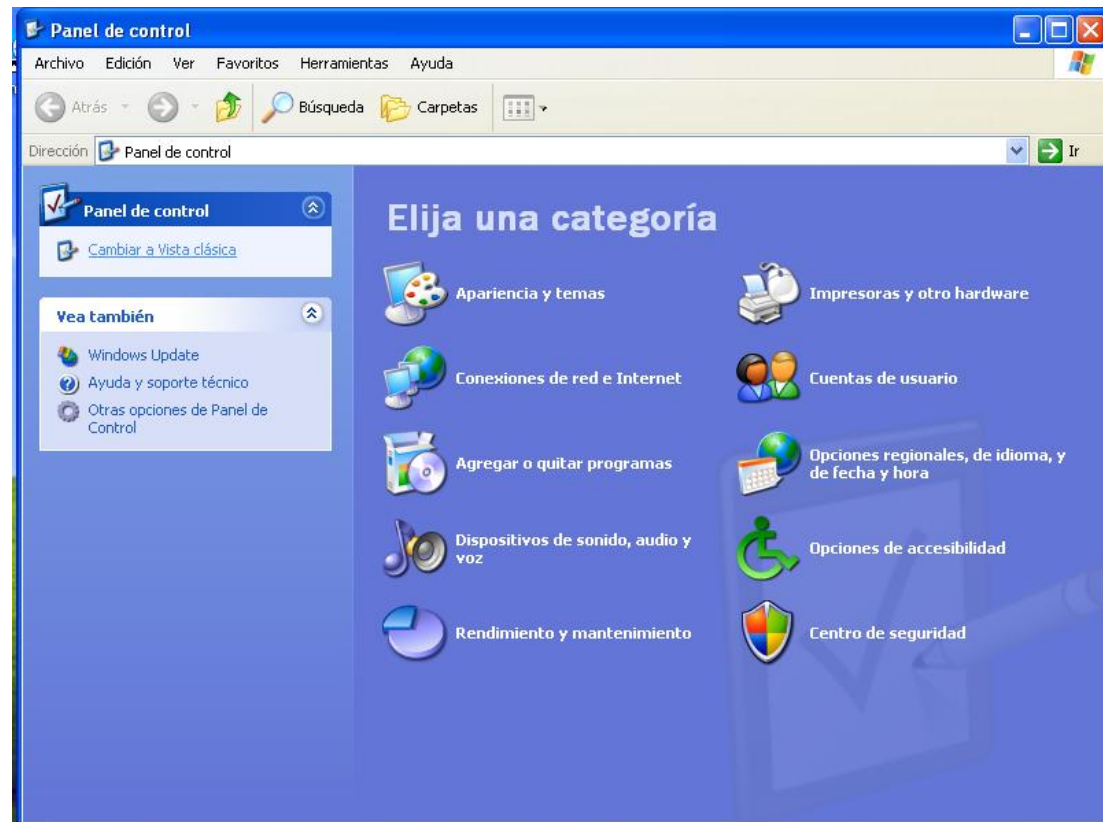 Panel de control
Archivo Edición Ver Favoritos Herramientas Ayuda
Atrás Búsqueda Carpetas
Dirección Panel de control Ir
Panel de control
Cambiar a Vista clásica
Vea también
Windows Update
Ayuda y soporte técnico
Otras opciones de Panel de
Control
Elija una categoría
Apariencia y temas
Impresoras y otro hardware
Conexiones de red e Internet
Cuentas de usuario
Agregar o quitar programas
Opciones regionales, de idioma, y
de fecha y hora
Dispositivos de sonido, audio y
voz
Opciones de accesibilidad
Rendimiento y mantenimiento
Centro de seguridad